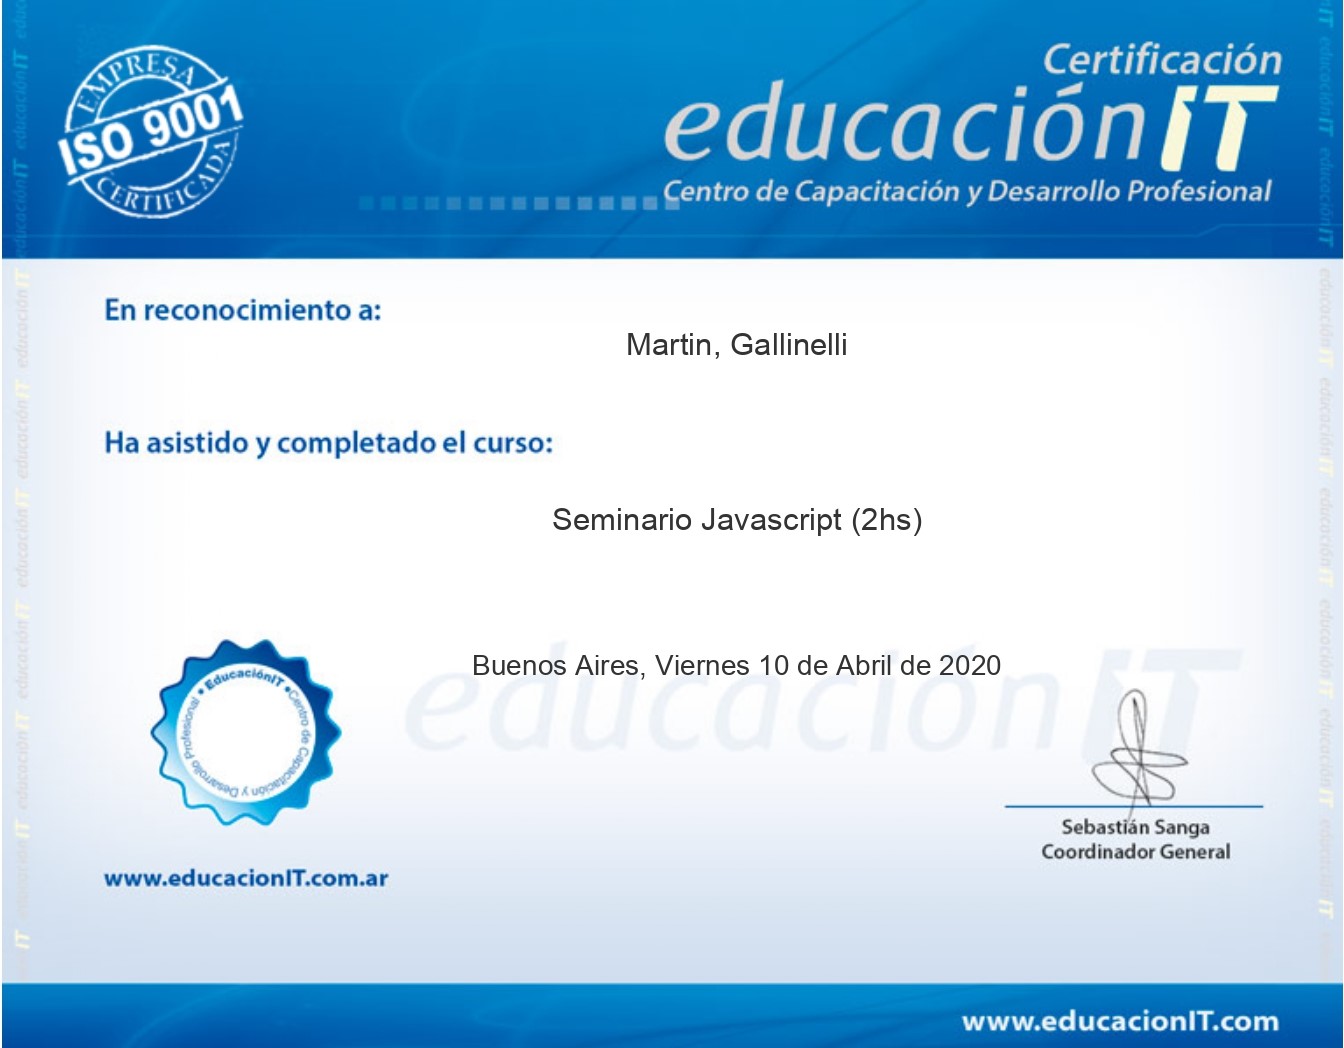 EMPRESA
ISO 9001
CERTIFICADA
Certificación
educaciónIT
Centro de Capacitación y Desarrollo Profesional
En reconocimiento a:
Martin, Gallinelli
Ha asistido y completado el curso:
Seminario Javascript (2hs)
Buenos Aires, Viernes 10 de Abril de 2020
educaciónIT
EducaciónIT • Centro de Capacitación y Desarrollo Profesional •
Sebastián Sanga
Coordinador General
www.educacionIT.com.ar
www.educacionIT.com